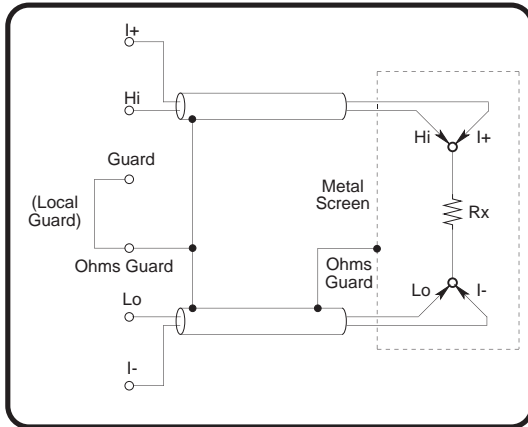 I+
Hi
Guard
(Local
Guard)
Ohms Guard
Lo
I-
Metal
Screen
Ohms
Guard
Hi
I+
Rx
Lo
I-